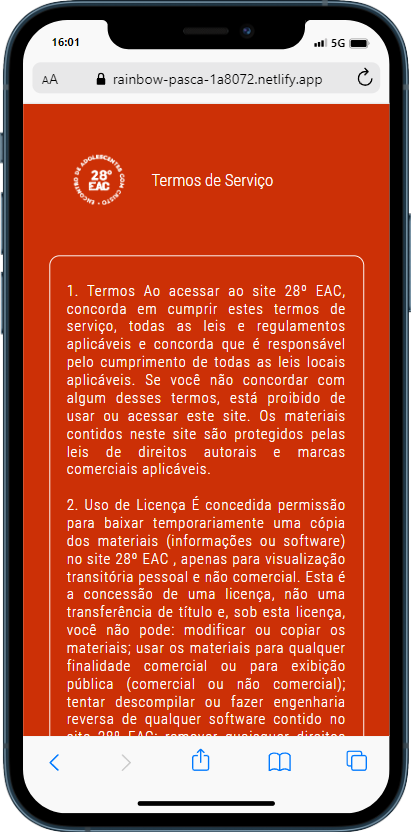 16:01
5G
AA
rainbow-pasca-1a8072.netlify.app
ENCONTRO DE ADOLESCENTES COM CRISTO
28º
EAC
Termos de Serviço
1. Termos Ao acessar ao site 28º EAC,
concorda em cumprir estes termos de
serviço, todas as leis e regulamentos
aplicáveis e concorda que é responsável
pelo cumprimento de todas as leis locais
aplicáveis. Se você não concordar com
algum desses termos, está proibido de
usar ou acessar este site. Os materiais
contidos neste site são protegidos pelas
leis de direitos autorais e marcas
comerciais aplicáveis.
2. Uso de Licença É concedida permissão
para baixar temporariamente uma cópia
dos materiais (informações ou software)
no site 28º EAC , apenas para visualização
transitória pessoal e não comercial. Esta é
a concessão de uma licença, não uma
transferência de título e, sob esta licença,
você não pode: modificar ou copiar os
materiais; usar os materiais para qualquer
finalidade comercial ou para exibição
pública (comercial ou não comercial);
tentar descompilar ou fazer engenharia
reversa de qualquer software contido no
site 28º EAC; remover quaisquer direitos